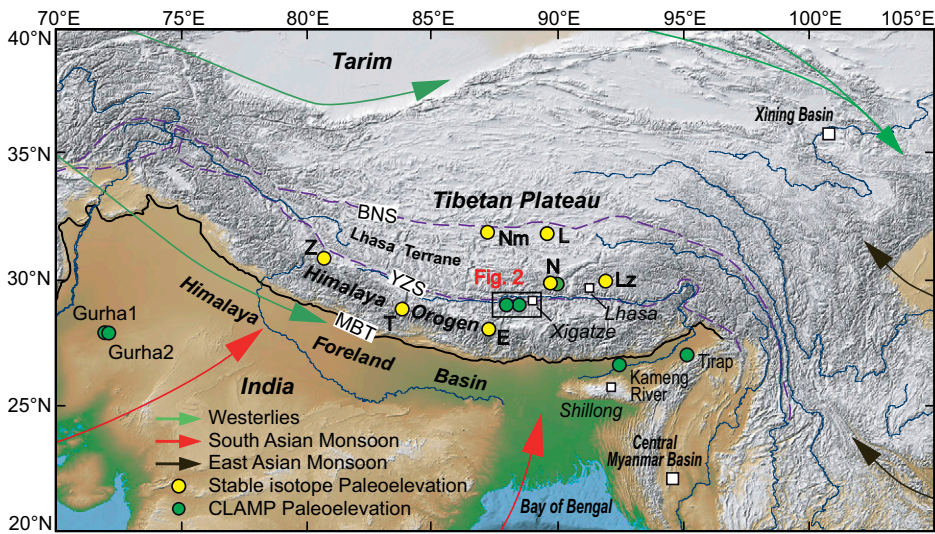 70°E 75°E 80°E 85°E 90°E 95°E 100°E 105°E
40°N
Tarim
Xining Basin
35°N
Tibetan Plateau
BNS
Nm
L
Lhasa Terrane
Z
N
Fig. 2
Lz
30°N
YZS
Himalaya
Orogen
Lhasa
Xigatze
Himalaya
MBT
T
E
Gurha1
Gurha2
Foreland
Basin
Tirap
Kameng
River
India
25°N
Shillong
Westerlies
South Asian Monsoon
East Asian Monsoon
Stable isotope Paleoelevation
CLAMP Paleoelevation
Central
Myanmar Basin
Bay of Bengal
20°N